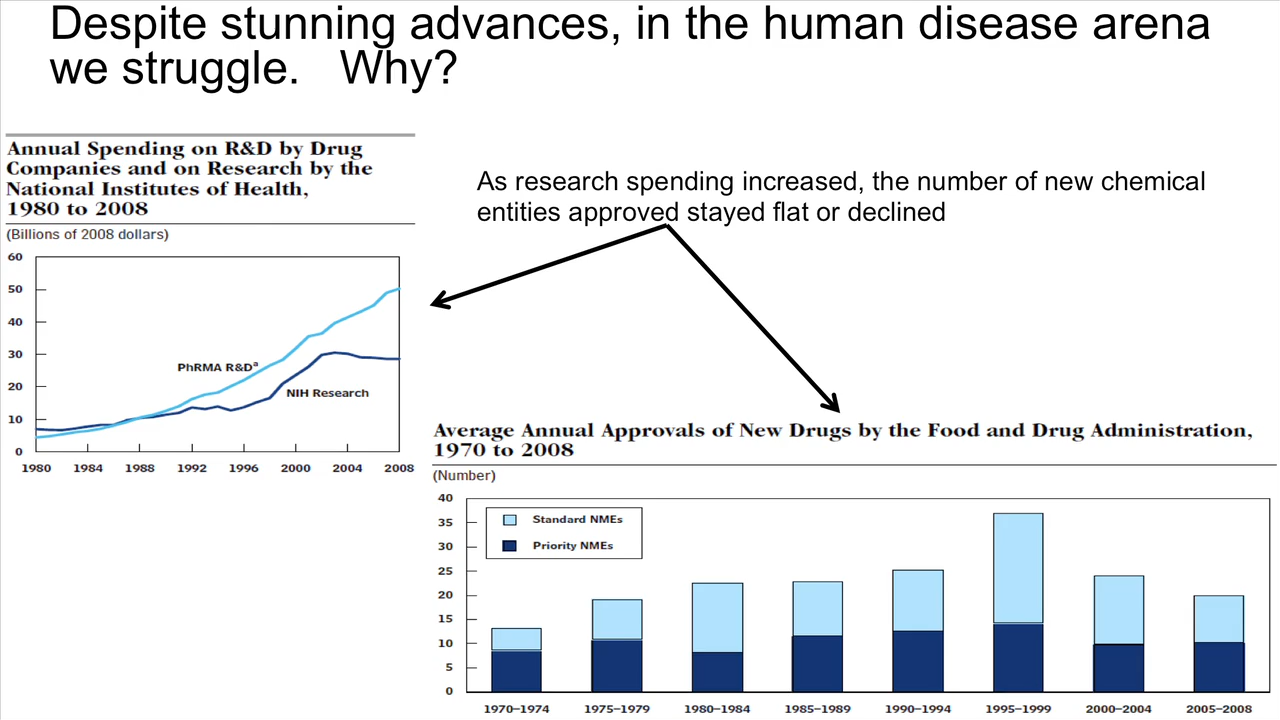 Despite stunning advances, in the human disease arena
we struggle. Why?
Annual Spending on R&D by Drug
Companies and on Research by the
National Institutes of Health,
1980 to 2008
(Billions of 2008 dollars)
60
50
40
30
20
10
0
PhRMA R&Dᵃ
NIH Research
1980 1984 1988 1992 1996 2000 2004 2008
As research spending increased, the number of new chemical
entities approved stayed flat or declined
Average Annual Approvals of New Drugs by the Food and Drug Administration,
1970 to 2008
(Number)
40
35
30
25
20
15
10
5
0
Standard NMEs
Priority NMEs
1970–1974 1975–1979 1980–1984 1985–1989 1990–1994 1995–1999 2000–2004 2005–2008